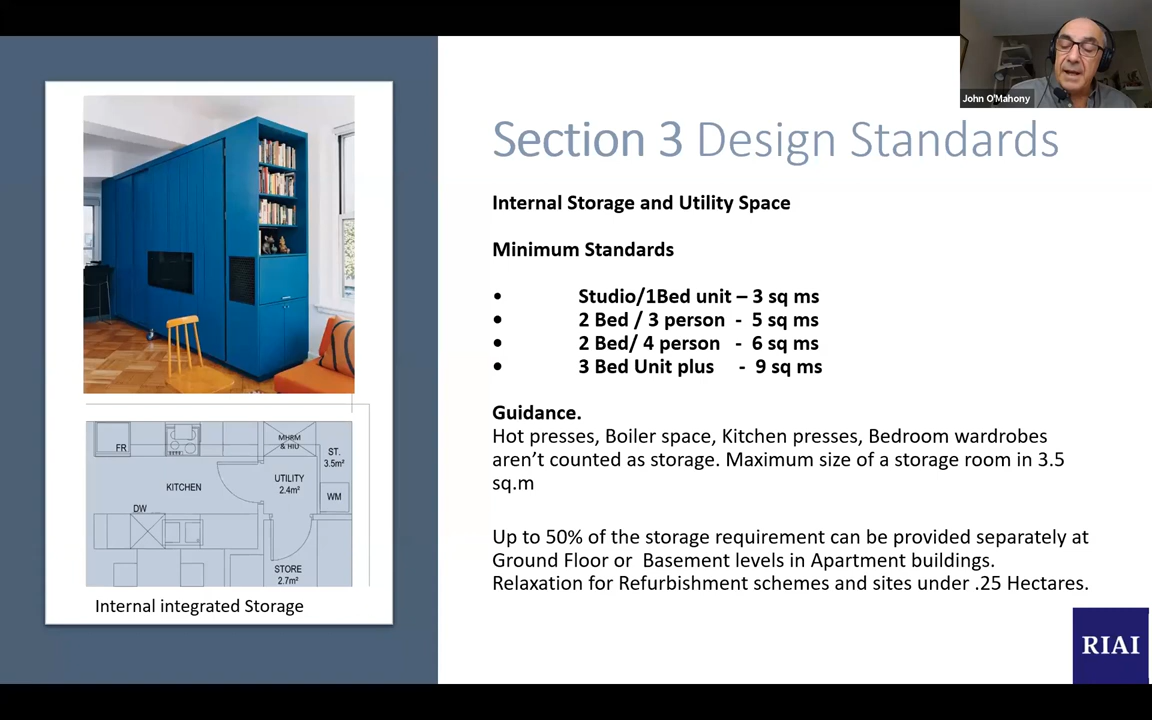 John O'Mahony
Section 3 Design Standards
Internal Storage and Utility Space
Minimum Standards
• Studio/1Bed unit – 3 sq ms
• 2 Bed / 3 person - 5 sq ms
• 2 Bed/ 4 person - 6 sq ms
• 3 Bed Unit plus - 9 sq ms
Guidance.
Hot presses, Boiler space, Kitchen presses, Bedroom wardrobes
aren't counted as storage. Maximum size of a storage room in 3.5
sq.m
Up to 50% of the storage requirement can be provided separately at
Ground Floor or Basement levels in Apartment buildings.
Relaxation for Refurbishment schemes and sites under .25 Hectares.
FR
MHRM
& HIU
ST.
3.5m²
KITCHEN
UTILITY
2.4m²
WM
DW
STORE
2.7m²
Internal integrated Storage
RIAI